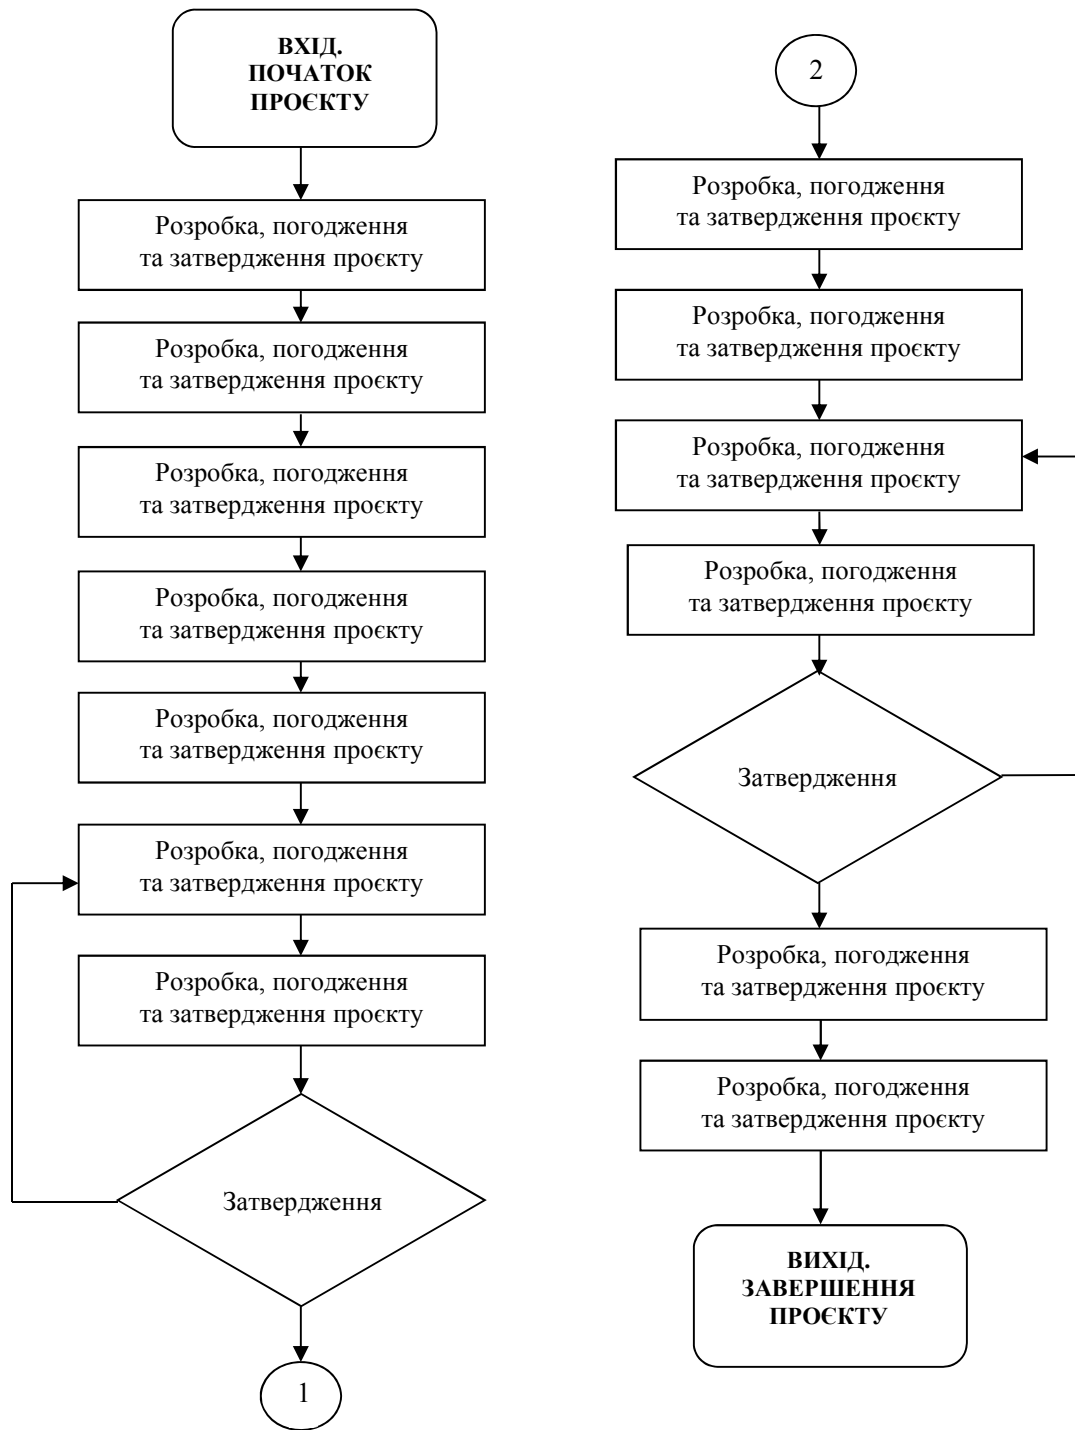 ВХІД.
ПОЧАТОК
ПРОЄКТУ
Розробка, погодження
та затвердження проєкту
Розробка, погодження
та затвердження проєкту
Розробка, погодження
та затвердження проєкту
Розробка, погодження
та затвердження проєкту
Розробка, погодження
та затвердження проєкту
Розробка, погодження
та затвердження проєкту
Розробка, погодження
та затвердження проєкту
Затвердження
1
2
Розробка, погодження
та затвердження проєкту
Розробка, погодження
та затвердження проєкту
Розробка, погодження
та затвердження проєкту
Розробка, погодження
та затвердження проєкту
Затвердження
Розробка, погодження
та затвердження проєкту
Розробка, погодження
та затвердження проєкту
ВИХІД.
ЗАВЕРШЕННЯ
ПРОЄКТУ